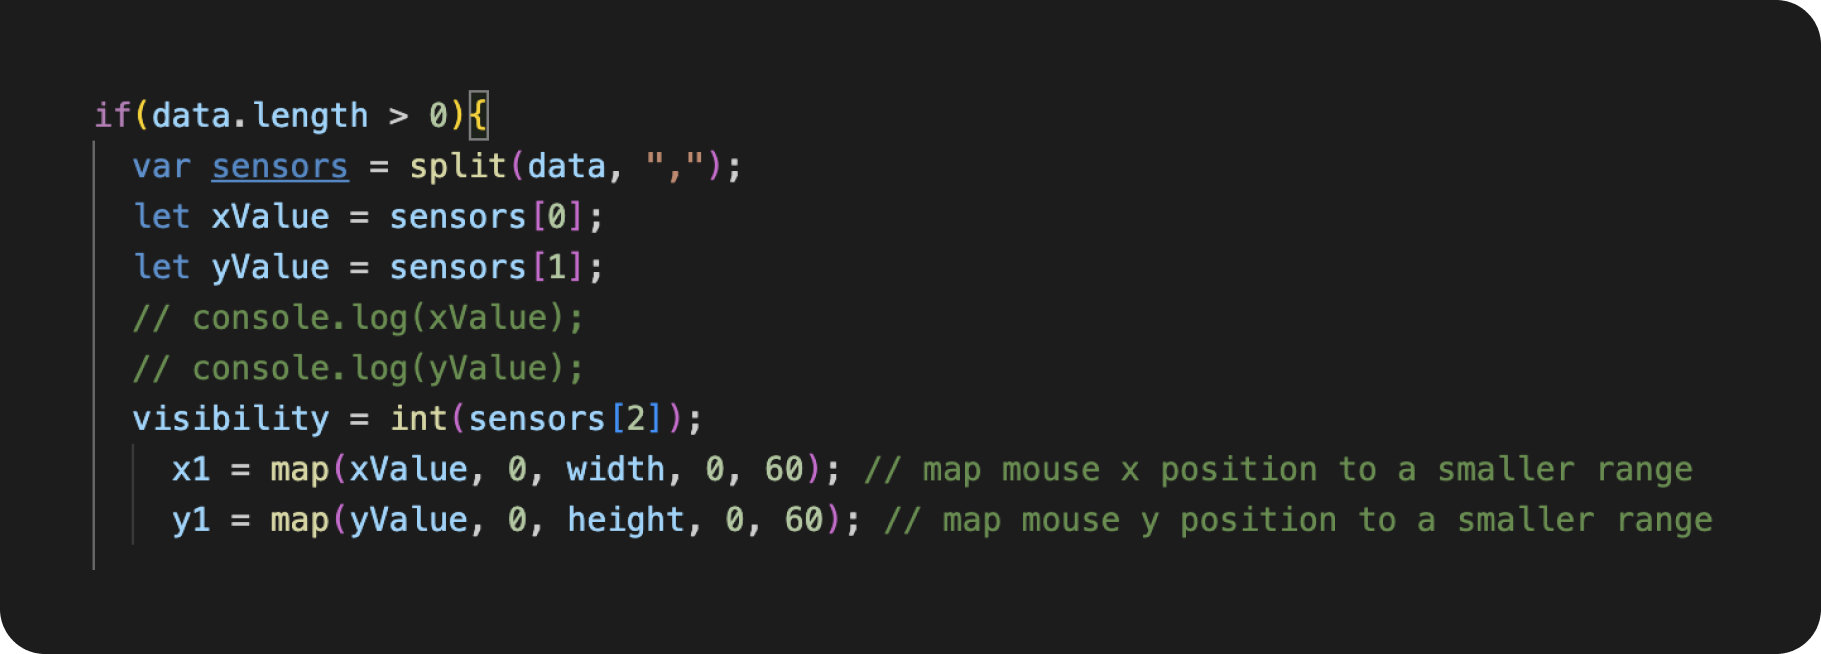 if(data.length > 0){
var sensors = split(data, ",");
let xValue = sensors[0];
let yValue = sensors[1];
// console.log(xValue);
// console.log(yValue);
visibility = int(sensors[2]);
x1 = map(xValue, 0, width, 0, 60); // map mouse x position to a smaller range
y1 = map(yValue, 0, height, 0, 60); // map mouse y position to a smaller range